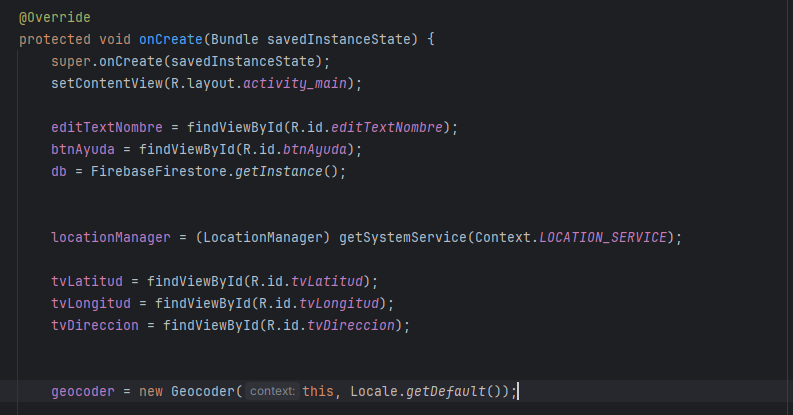 @Override
protected void onCreate(Bundle savedInstanceState) {
super.onCreate(savedInstanceState);
setContentView(R.layout.activity_main);
editTextNombre = findViewById(R.id.editTextNombre);
btnAyuda = findViewById(R.id.btnAyuda);
db = FirebaseFirestore.getInstance();
locationManager = (LocationManager) getSystemService(Context.LOCATION_SERVICE);
tvLatitud = findViewById(R.id.tvLatitud);
tvLongitud = findViewById(R.id.tvLongitud);
tvDireccion = findViewById(R.id.tvDireccion);
geocoder = new Geocoder( context: this, Locale.getDefault());